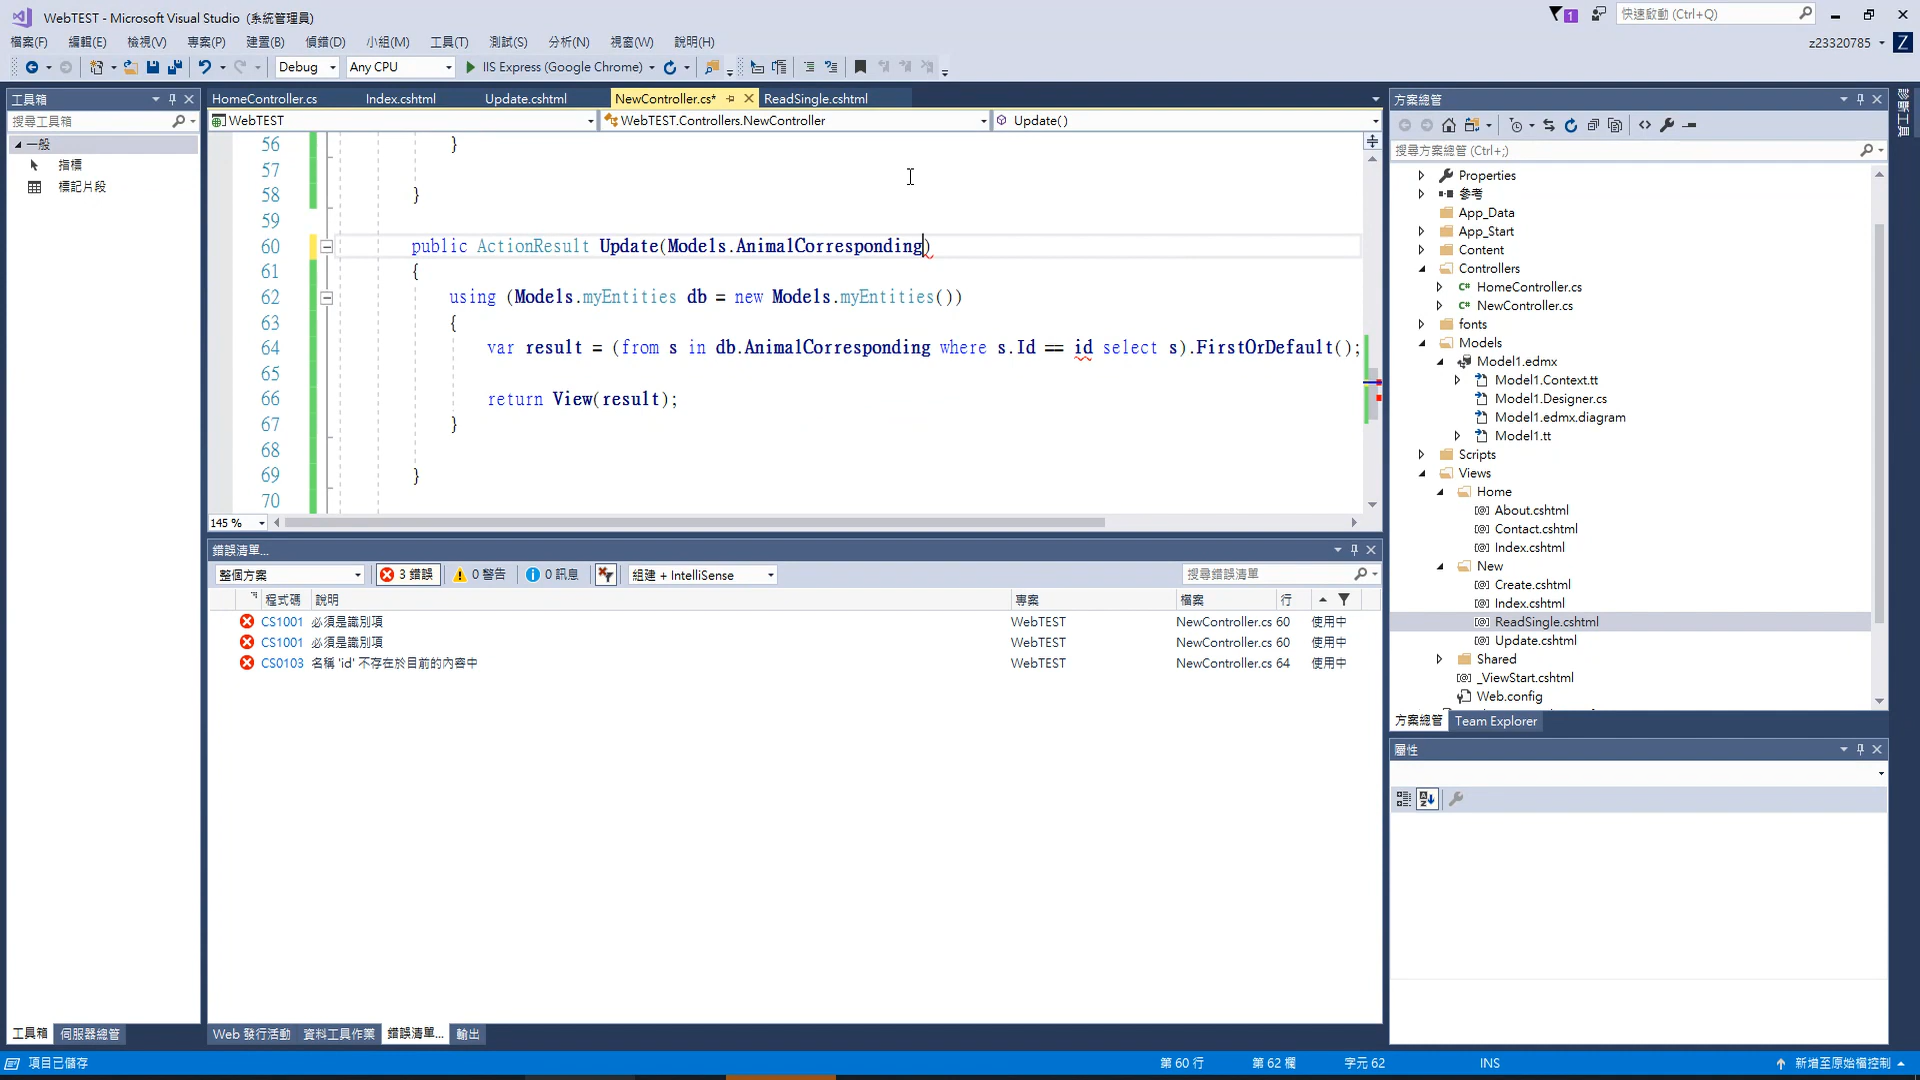 WebTEST - Microsoft Visual Studio (系統管理員)
1
快速啟動 (Ctrl+Q)
檔案(F) 編輯(E) 檢視(V) 專案(P) 建置(B) 偵錯(D) 小組(M) 工具(T) 測試(S) 分析(N) 視窗(W) 說明(H)
z23320785
Z
Debug Any CPU IIS Express (Google Chrome)
工具箱
搜尋工具箱
一般
指標
標記片段
工具箱 伺服器總管
HomeController.cs Index.cshtml Update.cshtml NewController.cs* ReadSingle.cshtml
WebTEST WebTEST.Controllers.NewController Update()
56 }
57
58 }
59
60 public ActionResult Update(Models.AnimalCorresponding)
61 {
62 using (Models.myEntities db = new Models.myEntities())
63 {
64 var result = (from s in db.AnimalCorresponding where s.Id == id select s).FirstOrDefault();
65
66 return View(result);
67 }
68
69 }
70
145 %
錯誤清單...
整個方案 3 錯誤 0 警告 0 訊息 組建 + IntelliSense 搜尋錯誤清單
程式碼 說明 專案 檔案 行
CS1001 必須是識別項 WebTEST NewController.cs 60 使用中
CS1001 必須是識別項 WebTEST NewController.cs 60 使用中
CS0103 名稱 'id' 不存在於目前的內容中 WebTEST NewController.cs 64 使用中
Web 發行活動 資料工具作業 錯誤清單... 輸出
方案總管
搜尋方案總管 (Ctrl+;)
Properties
參考
App_Data
App_Start
Content
Controllers
C# HomeController.cs
C# NewController.cs
fonts
Models
Model1.edmx
Model1.Context.tt
Model1.Designer.cs
Model1.edmx.diagram
Model1.tt
Scripts
Views
Home
About.cshtml
Contact.cshtml
Index.cshtml
New
Create.cshtml
Index.cshtml
ReadSingle.cshtml
Update.cshtml
Shared
_ViewStart.cshtml
Web.config
方案總管 Team Explorer
屬性
診斷工具
項目已儲存 第 60 行 第 62 欄 字元 62 INS 新增至原始檔控制